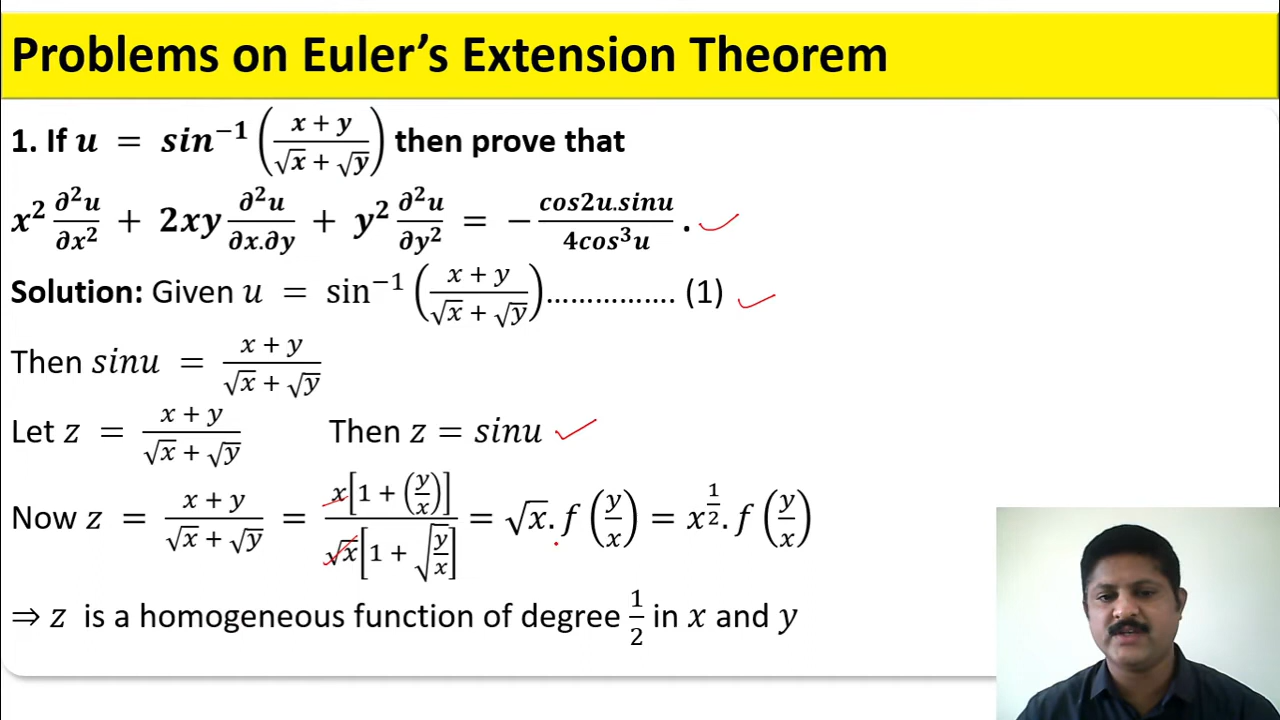 Problems on Euler's Extension Theorem
1. If u = sin⁻¹((x + y)/(√x + √y)) then prove that
x² ∂²u/∂x² + 2xy ∂²u/∂x.∂y + y² ∂²u/∂y² = − cos2u.sinu/4cos³u .
Solution: Given u = sin⁻¹((x + y)/(√x + √y))................ (1)
Then sinu = (x + y)/(√x + √y)
Let z = (x + y)/(√x + √y) Then z = sinu
Now z = (x + y)/(√x + √y) = x[1 + (y/x)]/√x[1 + √(y/x)] = √x. f(y/x) = x^(1/2). f(y/x)
⇒ z is a homogeneous function of degree 1/2 in x and y